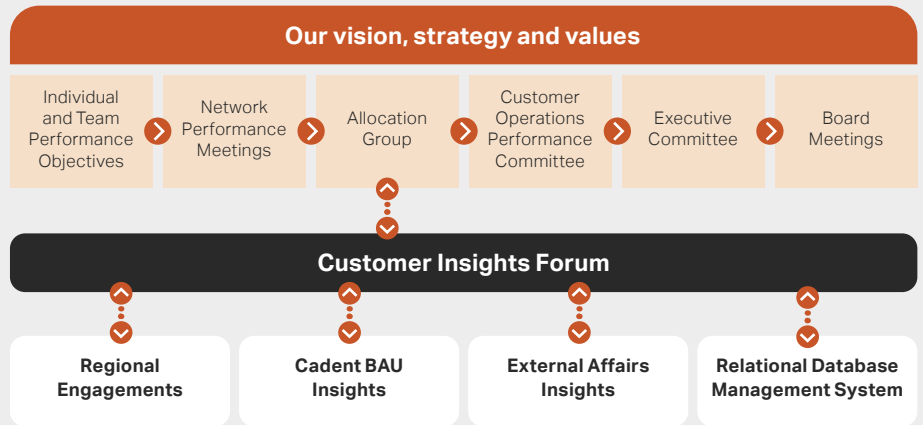 Our vision, strategy and values
Individual
and Team
Performance
Objectives
Network
Performance
Meetings
Allocation
Group
Customer
Operations
Performance
Committee
Executive
Committee
Board
Meetings
Customer Insights Forum
Regional
Engagements
Cadent BAU
Insights
External Affairs
Insights
Relational Database
Management System